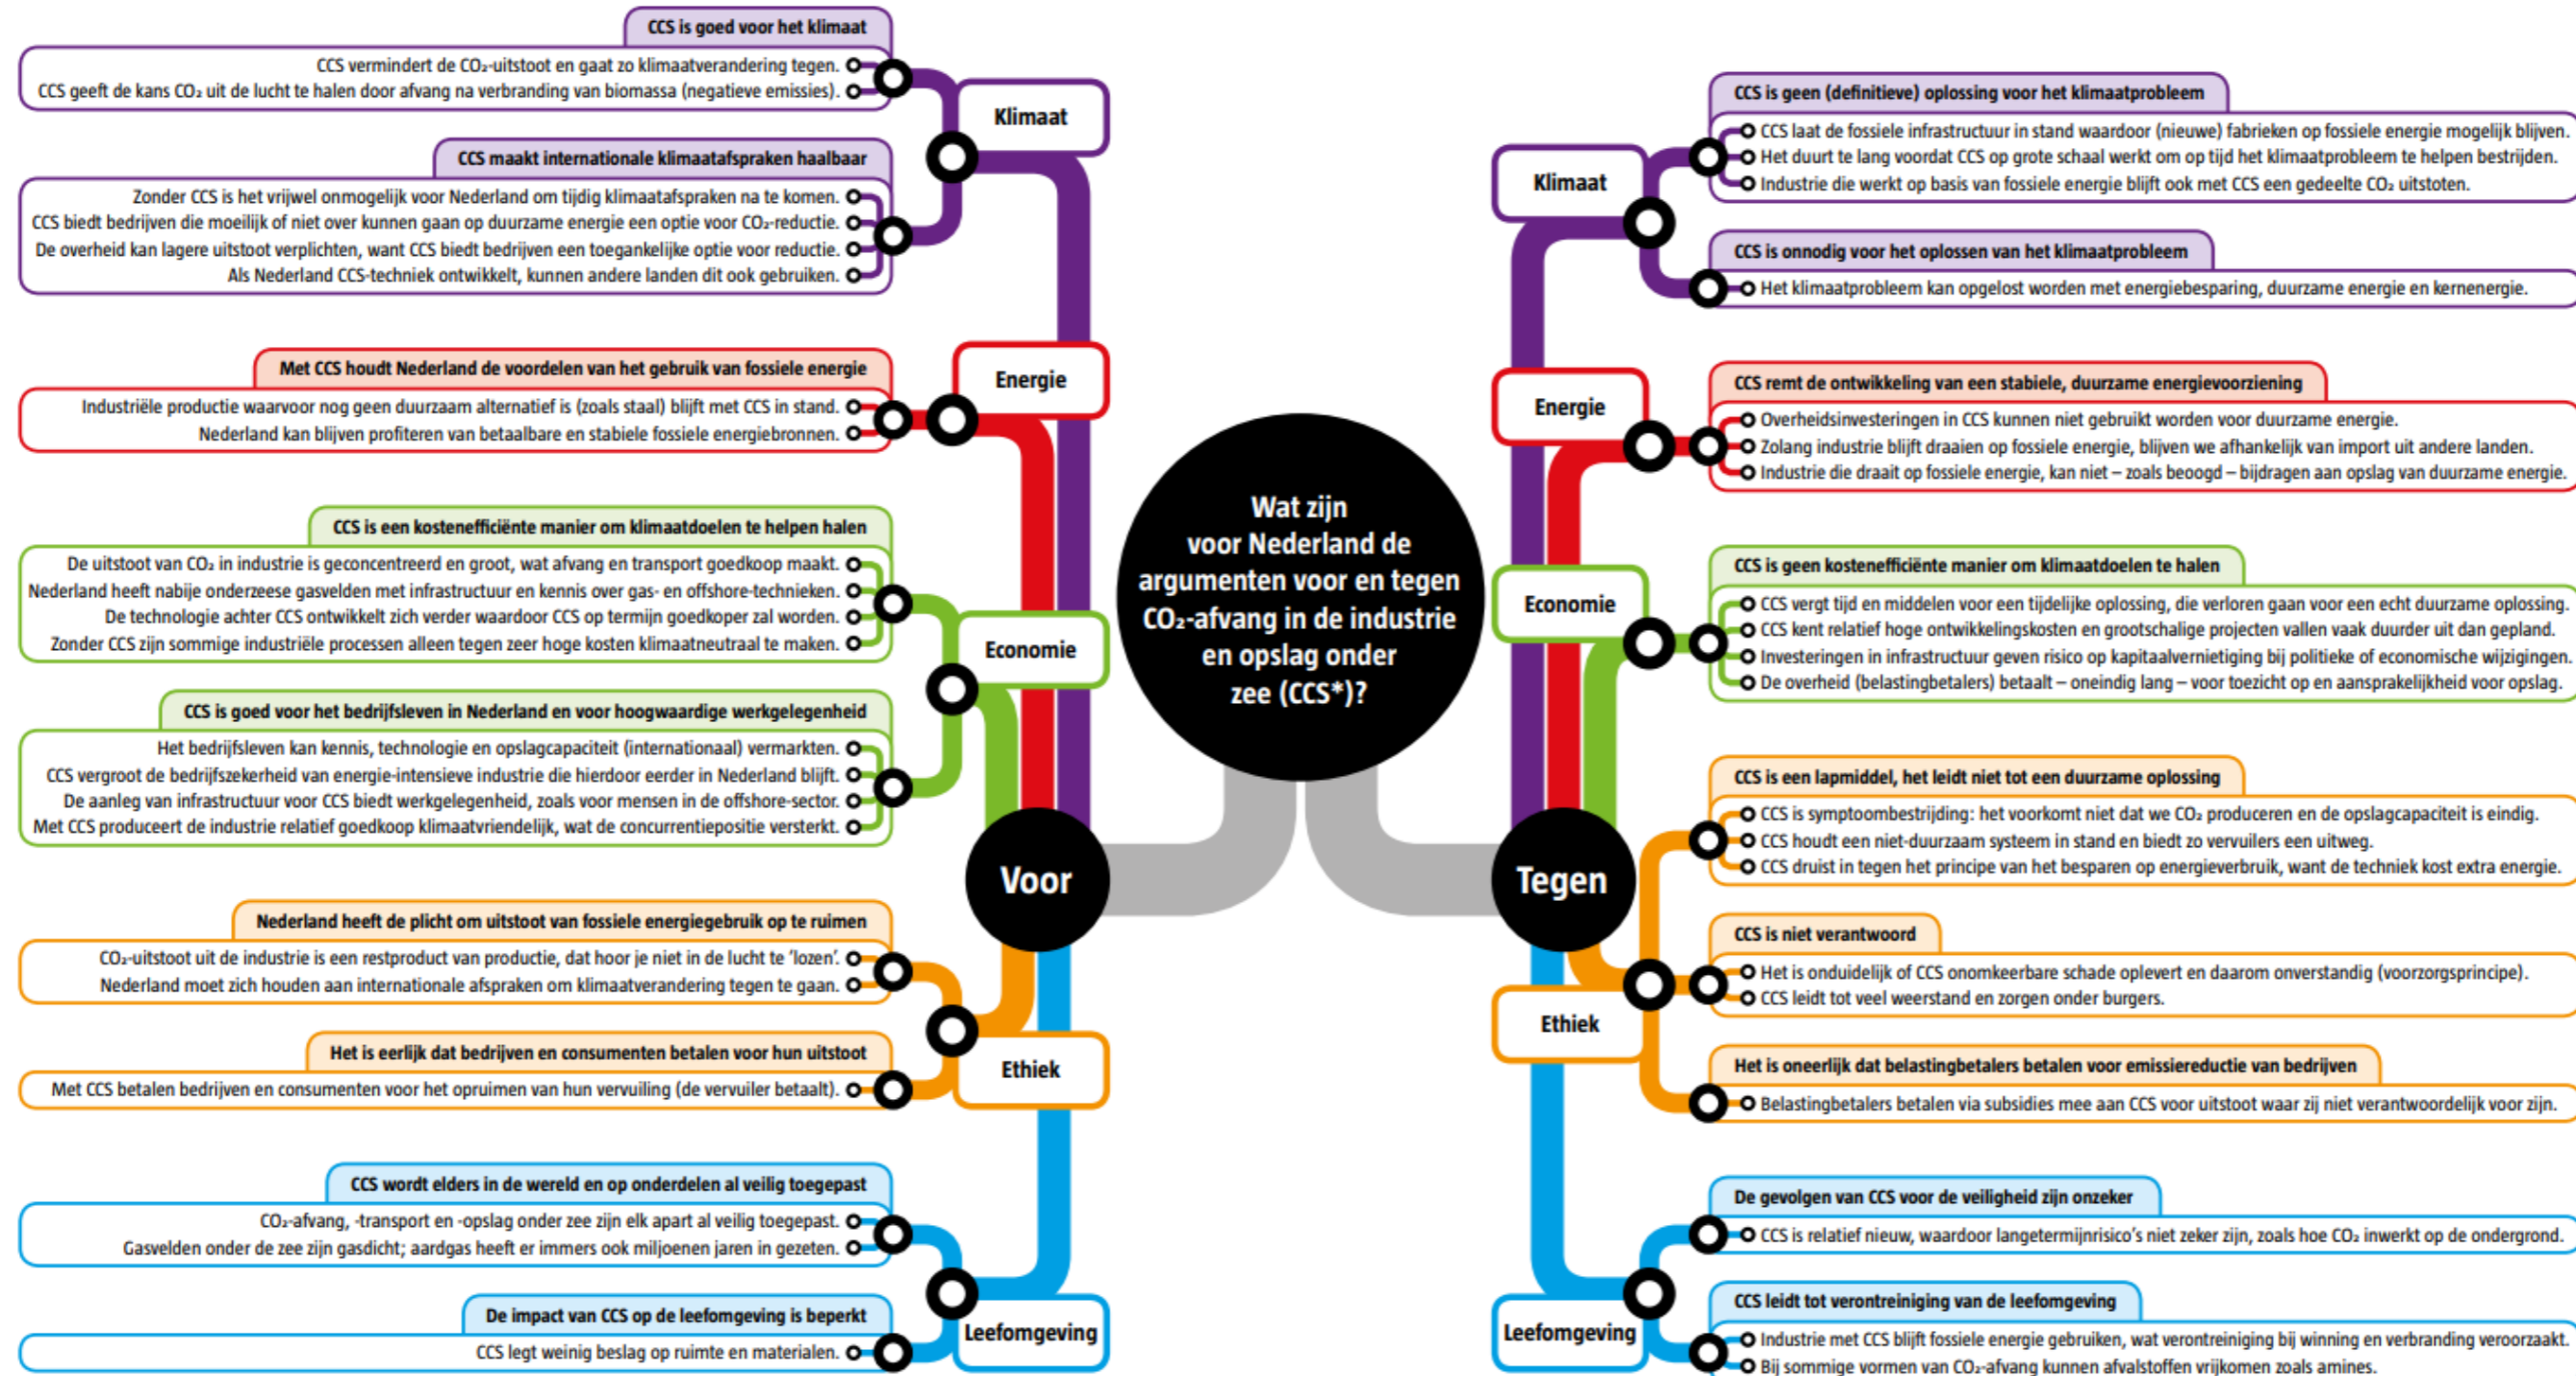 CCS is goed voor het klimaat
CCS vermindert de CO₂-uitstoot en gaat zo klimaatverandering tegen.
CCS geeft de kans CO₂ uit de lucht te halen door afvang na verbranding van biomassa (negatieve emissies).
Klimaat
CCS maakt internationale klimaatafspraken haalbaar
Zonder CCS is het vrijwel onmogelijk voor Nederland om tijdig klimaatafspraken na te komen.
CCS biedt bedrijven die moeilijk of niet over kunnen gaan op duurzame energie een optie voor CO₂-reductie.
De overheid kan lagere uitstoot verplichten, want CCS biedt bedrijven een toegankelijke optie voor reductie.
Als Nederland CCS-techniek ontwikkelt, kunnen andere landen dit ook gebruiken.
Met CCS houdt Nederland de voordelen van het gebruik van fossiele energie
Energie
Industriële productie waarvoor nog geen duurzaam alternatief is (zoals staal) blijft met CCS in stand.
Nederland kan blijven profiteren van betaalbare en stabiele fossiele energiebronnen.
CCS is een kostenefficiënte manier om klimaatdoelen te helpen halen
De uitstoot van CO₂ in industrie is geconcentreerd en groot, wat afvang en transport goedkoop maakt.
Nederland heeft nabije onderzeese gasvelden met infrastructuur en kennis over gas- en offshore-technieken.
De technologie achter CCS ontwikkelt zich verder waardoor CCS op termijn goedkoper zal worden.
Zonder CCS zijn sommige industriële processen alleen tegen zeer hoge kosten klimaatneutraal te maken.
Economie
CCS is goed voor het bedrijfsleven in Nederland en voor hoogwaardige werkgelegenheid
Het bedrijfsleven kan kennis, technologie en opslagcapaciteit (internationaal) vermarkten.
CCS vergroot de bedrijfszekerheid van energie-intensieve industrie die hierdoor eerder in Nederland blijft.
De aanleg van infrastructuur voor CCS biedt werkgelegenheid, zoals voor mensen in de offshore-sector.
Met CCS produceert de industrie relatief goedkoop klimaatvriendelijk, wat de concurrentiepositie versterkt.
Voor
Nederland heeft de plicht om uitstoot van fossiele energiegebruik op te ruimen
CO₂-uitstoot uit de industrie is een restproduct van productie, dat hoor je niet in de lucht te ‘lozen’.
Nederland moet zich houden aan internationale afspraken om klimaatverandering tegen te gaan.
Het is eerlijk dat bedrijven en consumenten betalen voor hun uitstoot
Ethiek
Met CCS betalen bedrijven en consumenten voor het opruimen van hun vervuiling (de vervuiler betaalt).
CCS wordt elders in de wereld en op onderdelen al veilig toegepast
CO₂-afvang, -transport en -opslag onder zee zijn elk apart al veilig toegepast.
Gasvelden onder de zee zijn gasdicht; aardgas heeft er immers ook miljoenen jaren in gezeten.
De impact van CCS op de leefomgeving is beperkt
Leefomgeving
CCS legt weinig beslag op ruimte en materialen.
Wat zijn
voor Nederland de
argumenten voor en tegen
CO₂-afvang in de industrie
en opslag onder
zee (CCS*)?
CCS is geen (definitieve) oplossing voor het klimaatprobleem
CCS laat de fossiele infrastructuur in stand waardoor (nieuwe) fabrieken op fossiele energie mogelijk blijven.
Het duurt te lang voordat CCS op grote schaal werkt om op tijd het klimaatprobleem te helpen bestrijden.
Industrie die werkt op basis van fossiele energie blijft ook met CCS een gedeelte CO₂ uitstoten.
Klimaat
CCS is onnodig voor het oplossen van het klimaatprobleem
Het klimaatprobleem kan opgelost worden met energiebesparing, duurzame energie en kernenergie.
CCS remt de ontwikkeling van een stabiele, duurzame energievoorziening
Energie
Overheidsinvesteringen in CCS kunnen niet gebruikt worden voor duurzame energie.
Zolang industrie blijft draaien op fossiele energie, blijven we afhankelijk van import uit andere landen.
Industrie die draait op fossiele energie, kan niet – zoals beoogd – bijdragen aan opslag van duurzame energie.
CCS is geen kostenefficiënte manier om klimaatdoelen te halen
Economie
CCS vergt tijd en middelen voor een tijdelijke oplossing, die verloren gaan voor een echt duurzame oplossing.
CCS kent relatief hoge ontwikkelingskosten en grootschalige projecten vallen vaak duurder uit dan gepland.
Investeringen in infrastructuur geven risico op kapitaalvernietiging bij politieke of economische wijzigingen.
De overheid (belastingbetalers) betaalt – oneindig lang – voor toezicht op en aansprakelijkheid voor opslag.
Tegen
CCS is een lapmiddel, het leidt niet tot een duurzame oplossing
CCS is symptoombestrijding: het voorkomt niet dat we CO₂ produceren en de opslagcapaciteit is eindig.
CCS houdt een niet-duurzaam systeem in stand en biedt zo vervuilers een uitweg.
CCS druist in tegen het principe van het besparen op energieverbruik, want de techniek kost extra energie.
CCS is niet verantwoord
Het is onduidelijk of CCS onomkeerbare schade oplevert en daarom onverstandig (voorzorgsprincipe).
CCS leidt tot veel weerstand en zorgen onder burgers.
Ethiek
Het is oneerlijk dat belastingbetalers betalen voor emissiereductie van bedrijven
Belastingbetalers betalen via subsidies mee aan CCS voor uitstoot waar zij niet verantwoordelijk voor zijn.
De gevolgen van CCS voor de veiligheid zijn onzeker
CCS is relatief nieuw, waardoor langetermijnrisico’s niet zeker zijn, zoals hoe CO₂ inwerkt op de ondergrond.
CCS leidt tot verontreiniging van de leefomgeving
Leefomgeving
Industrie met CCS blijft fossiele energie gebruiken, wat verontreiniging bij winning en verbranding veroorzaakt.
Bij sommige vormen van CO₂-afvang kunnen afvalstoffen vrijkomen zoals amines.